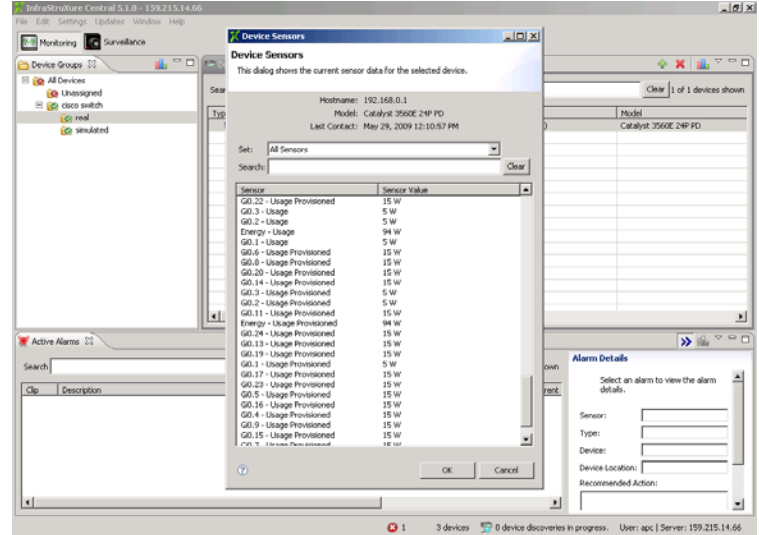 InfraStruXure Central 5.1.0 - 159.215.14.66
File Edit Settings Updates Window Help
Monitoring Surveillance
Device Groups
All Devices
Unassigned
cisco switch
real
simulated
Clear 1 of 1 devices shown
Model
Catalyst 3560E 24P PD
Device Sensors
Device Sensors
This dialog shows the current sensor data for the selected device.
Hostname: 192.168.0.1
Model: Catalyst 3560E 24P PD
Last Contact: May 29, 2009 12:10:57 PM
Set: All Sensors
Search: Clear
Sensor Sensor Value
Gi0.22 - Usage Provisioned 15 W
Gi0.3 - Usage 5 W
Gi0.2 - Usage 5 W
Energy - Usage 94 W
Gi0.1 - Usage 5 W
Gi0.6 - Usage Provisioned 15 W
Gi0.8 - Usage Provisioned 15 W
Gi0.20 - Usage Provisioned 15 W
Gi0.14 - Usage Provisioned 15 W
Gi0.3 - Usage Provisioned 5 W
Gi0.2 - Usage Provisioned 5 W
Gi0.11 - Usage Provisioned 15 W
Energy - Usage Provisioned 94 W
Gi0.24 - Usage Provisioned 15 W
Gi0.13 - Usage Provisioned 15 W
Gi0.19 - Usage Provisioned 15 W
Gi0.1 - Usage Provisioned 5 W
Gi0.17 - Usage Provisioned 15 W
Gi0.23 - Usage Provisioned 15 W
Gi0.5 - Usage Provisioned 15 W
Gi0.16 - Usage Provisioned 15 W
Gi0.4 - Usage Provisioned 15 W
Gi0.9 - Usage Provisioned 15 W
Gi0.15 - Usage Provisioned 15 W
Gi0.7 - Usage Provisioned 15 W
OK Cancel
Active Alarms
Search
Clip Description
Alarm Details
Select an alarm to view the alarm
details.
Sensor:
Type:
Device:
Device Location:
Recommended Action:
1 3 devices 0 device discoveries in progress. User: apc | Server: 159.215.14.66